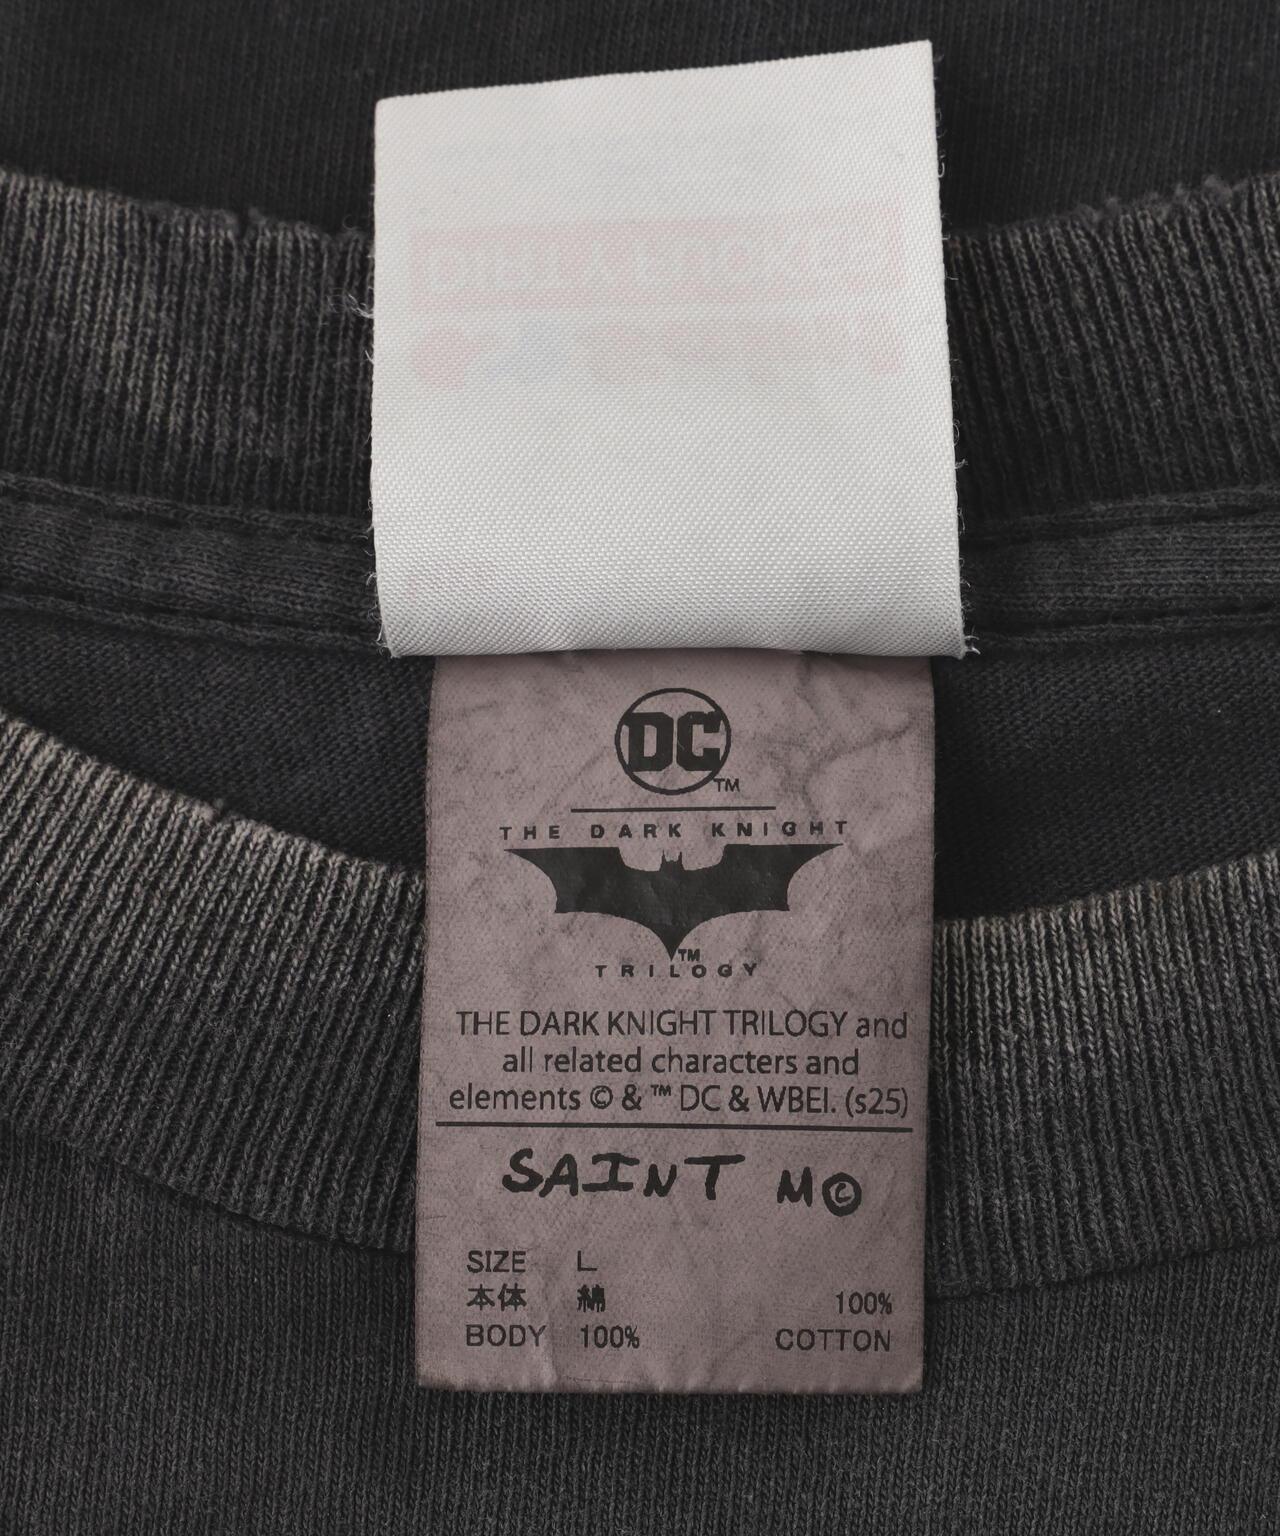 DC
TM
THE DARK KNIGHT
TM
TRILOGY
THE DARK KNIGHT TRILOGY and
all related characters and
elements © & ™ DC & WBEI. (s25)
SAINT M©
SIZE L
本体 綿 100%
BODY 100% COTTON